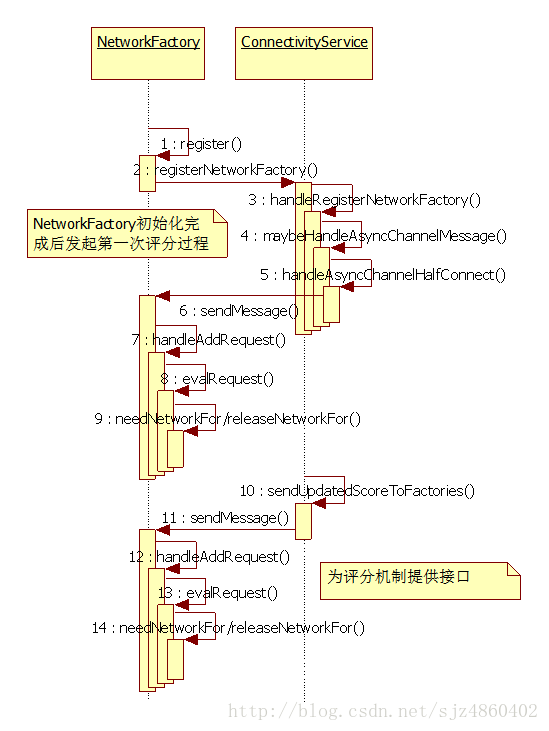 NetworkFactory
ConnectivityService
1 : register()
2 : registerNetworkFactory()
3 : handleRegisterNetworkFactory()
NetworkFactory初始化完
成后发起第一次评分过程
4 : maybeHandleAsyncChannelMessage()
5 : handleAsyncChannelHalfConnect()
6 : sendMessage()
7 : handleAddRequest()
8 : evalRequest()
9 : needNetworkFor/releaseNetworkFor()
10 : sendUpdatedScoreToFactories()
11 : sendMessage()
12 : handleAddRequest()
为评分机制提供接口
13 : evalRequest()
14 : needNetworkFor/releaseNetworkFor()
http://blog.csdn.net/sjz4860402